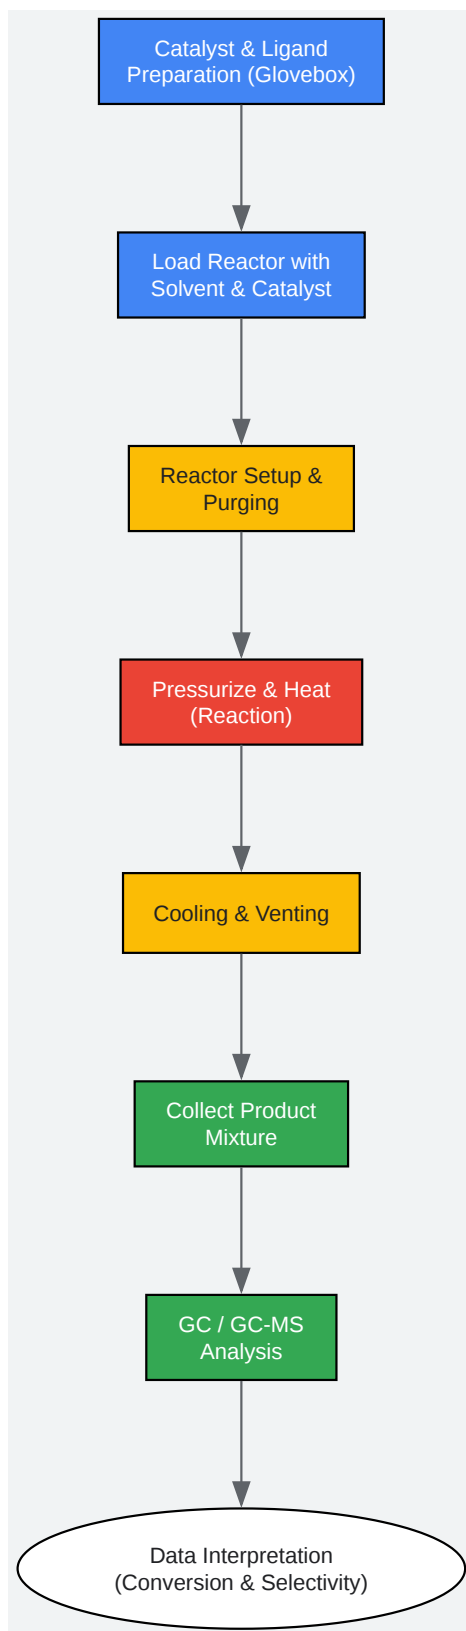 Catalyst & Ligand
Preparation (Glovebox)
Load Reactor with
Solvent & Catalyst
Reactor Setup &
Purging
Pressurize & Heat
(Reaction)
Cooling & Venting
Collect Product
Mixture
GC / GC-MS
Analysis
Data Interpretation
(Conversion & Selectivity)